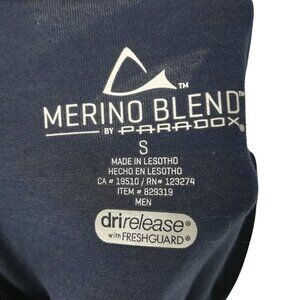 ™
MERINO BLEND™
BY PARADOX®
S
MADE IN LESOTHO
HECHO EN LESOTHO
CA # 19510 / RN# 123274
ITEM # 829319
MEN
drirelease®
with FRESHGUARD®